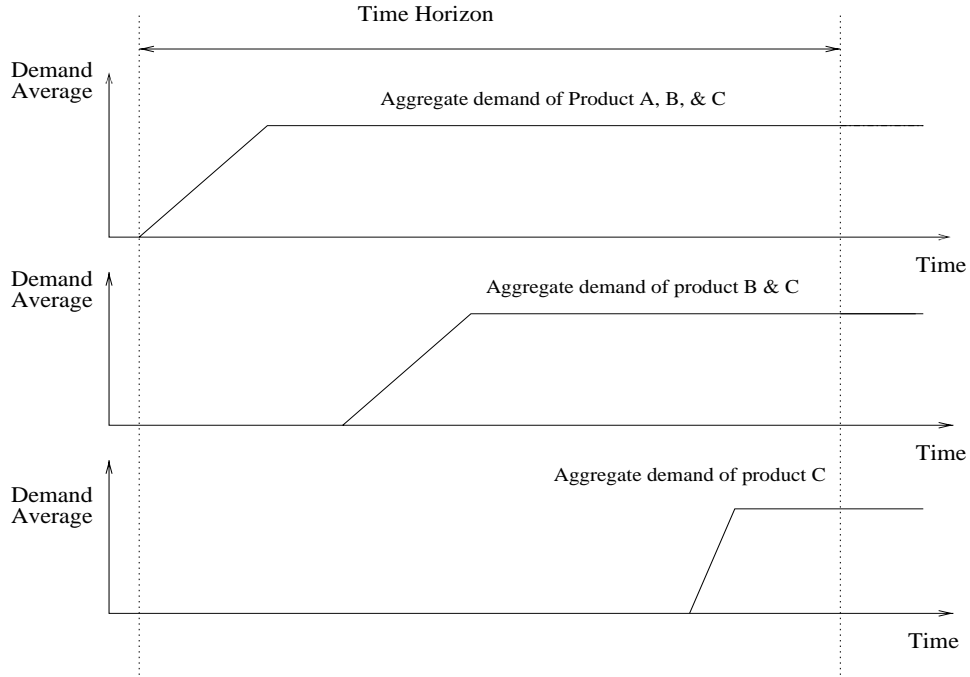 Time Horizon
Demand
Average
Aggregate demand of Product A, B, & C
Time
Demand
Average
Aggregate demand of product B & C
Time
Demand
Average
Aggregate demand of product C
Time